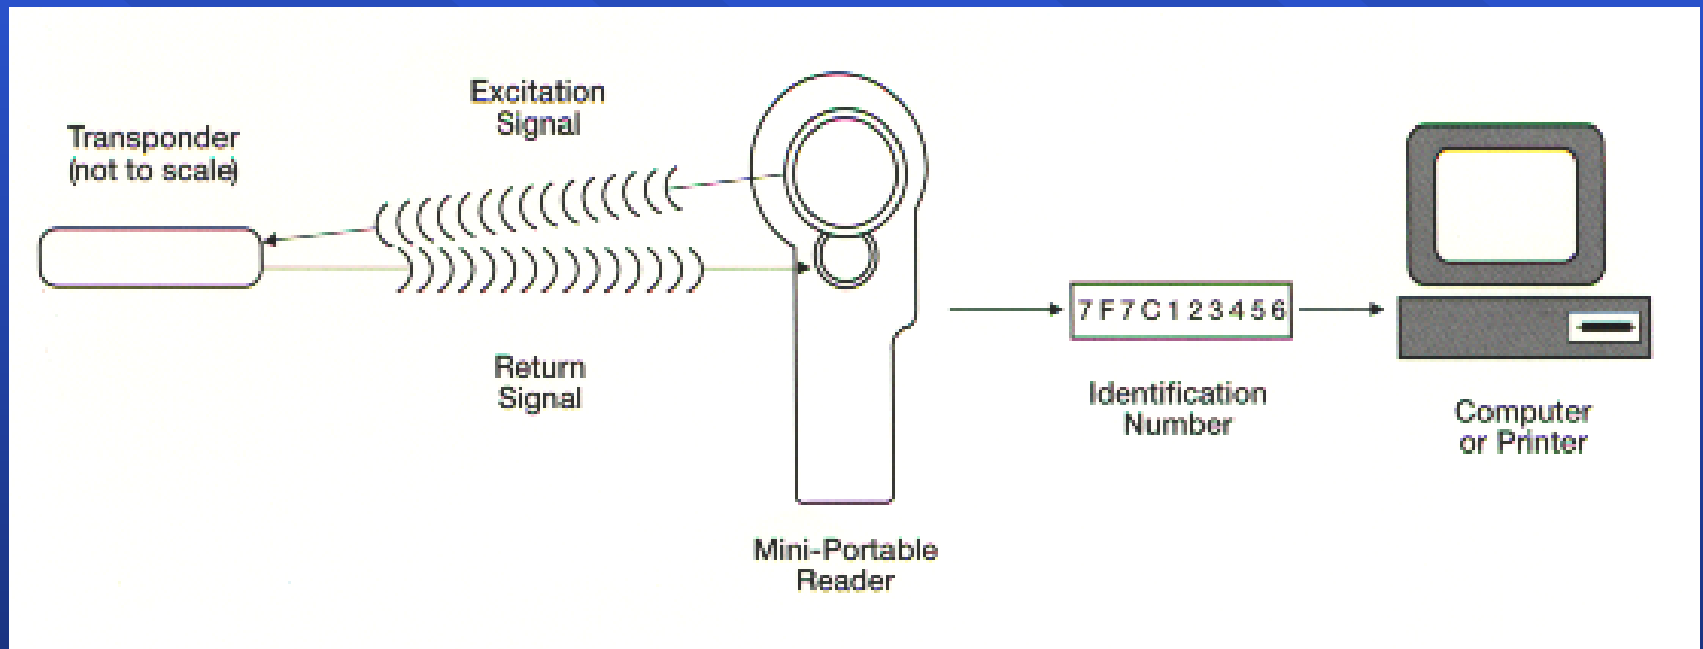 Excitation
Signal
Transponder
(not to scale)
Return
Signal
7F7C123456
Identification
Number
Computer
or Printer
Mini-Portable
Reader